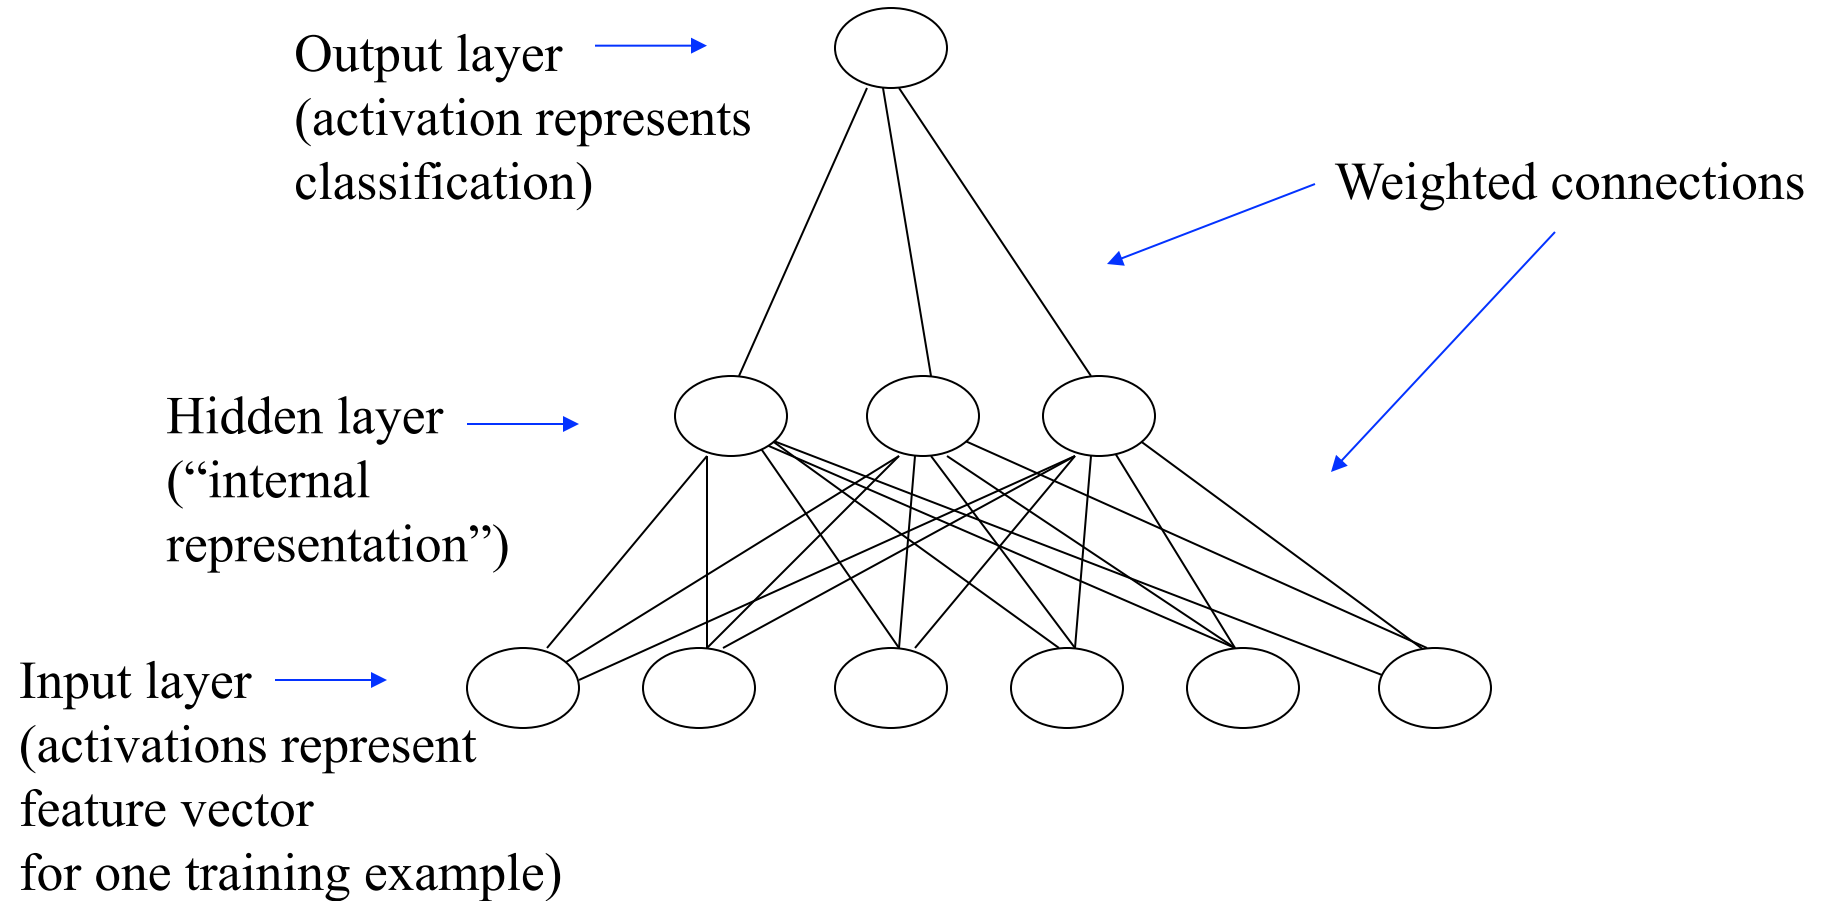 Output layer
(activation represents
classification)
Weighted connections
Hidden layer
(“internal
representation”)
Input layer
(activations represent
feature vector
for one training example)